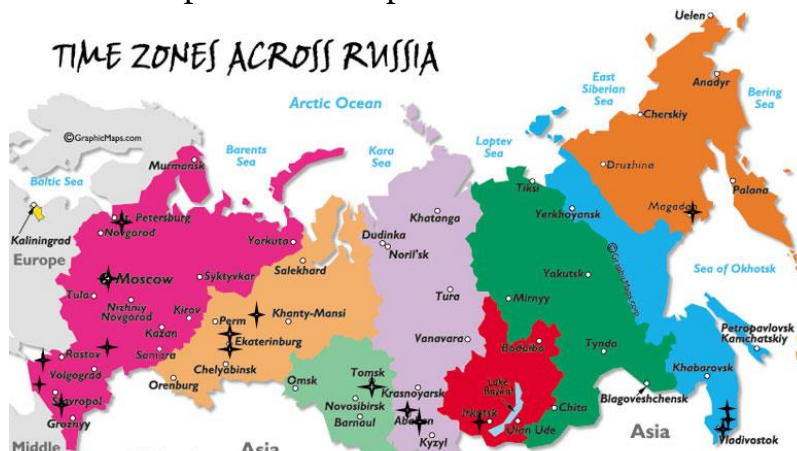 Uelen
TIME ZONES ACROSS RUSSIA
East
Siberian
Sea
Anadyr
Bering
Sea
Arctic Ocean
Cherskiy
©GraphicMaps.com
Barents
Sea
Kara
Sea
Laptev
Sea
Murmansk
Druzhina
Baltic Sea
Tiksi
Palana
Petersburg
Khatanga
Yerkhoyansk
Magadan
Novgorod
Kaliningrad
Dudinka
Noril'sk
Yorkuta
Europe
Salekhard
©GraphicMaps.com
Sea of Okhotsk
Moscow
Syktyvkar
Yakutsk
Tula
Nizhniy
Novgorod
Kirov
Perm
Khanty-Mansi
Tura
Mirnyy
Kazan
Ekaterinburg
Vanavara
Bodaibo
Tynda
Petropavlovsk
Kamchatskiy
Rostov
Samara
Khabarovsk
Volgograd
Chelyabinsk
Tomsk
Orenburg
Omsk
Krasnoyarsk
Lake
Baykal
Blagoveshchensk
Stavropol
Novosibirsk
Abakan
Irkutsk
Chita
Groznyy
Barnaul
Ulan Ude
Asia
Kyzyl
Vladivostok
Middle
Asia